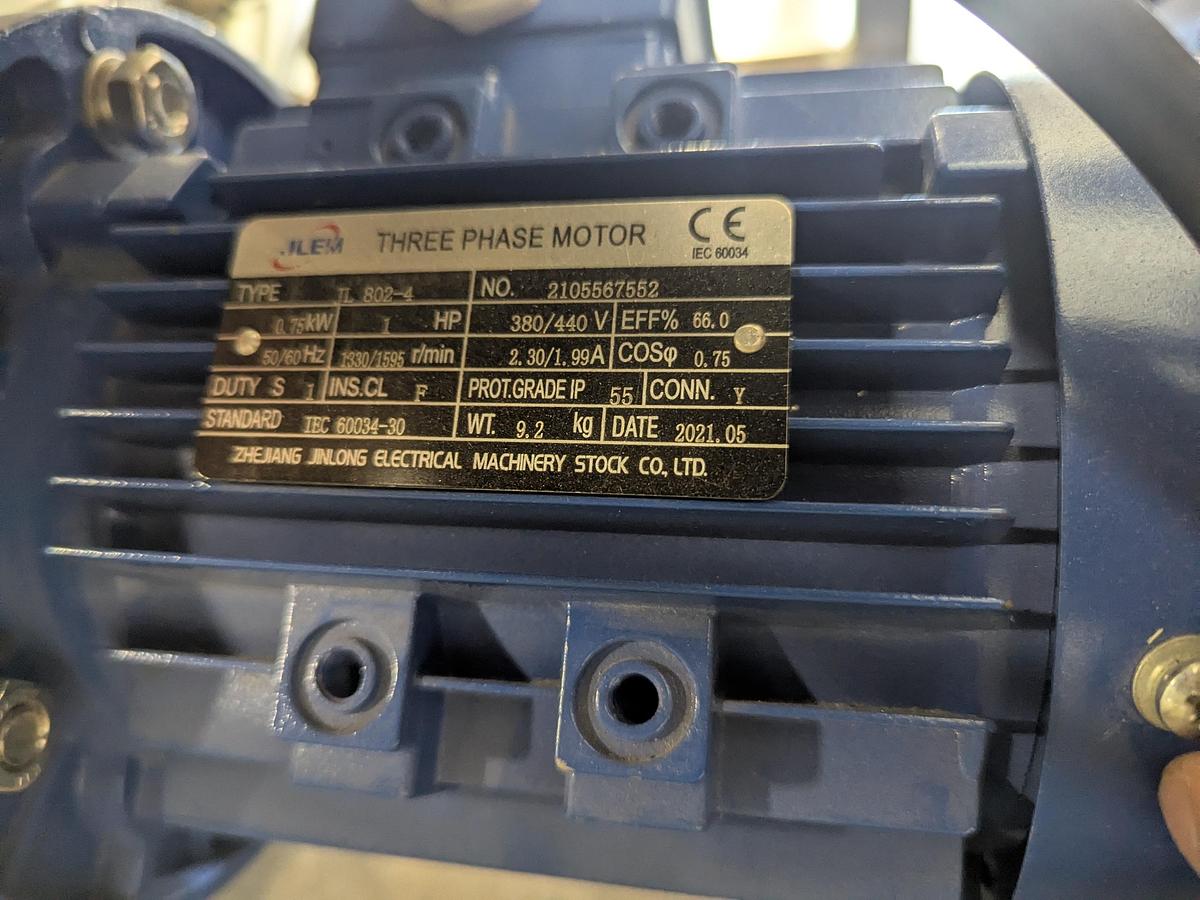 JLEM THREE PHASE MOTOR CE
IEC 60034
TYPE TL 802-4 NO. 2105567552
0.75kW 1 HP 380/440 V EFF% 66.0
50/60Hz 1330/1595 r/min 2.30/1.99A COSφ 0.75
DUTY S 1 INS.CL F PROT.GRADE IP 55 CONN. Y
STANDARD IEC 60034-30 WT. 9.2 kg DATE 2021.05
ZHEJIANG JINLONG ELECTRICAL MACHINERY STOCK CO., LTD.